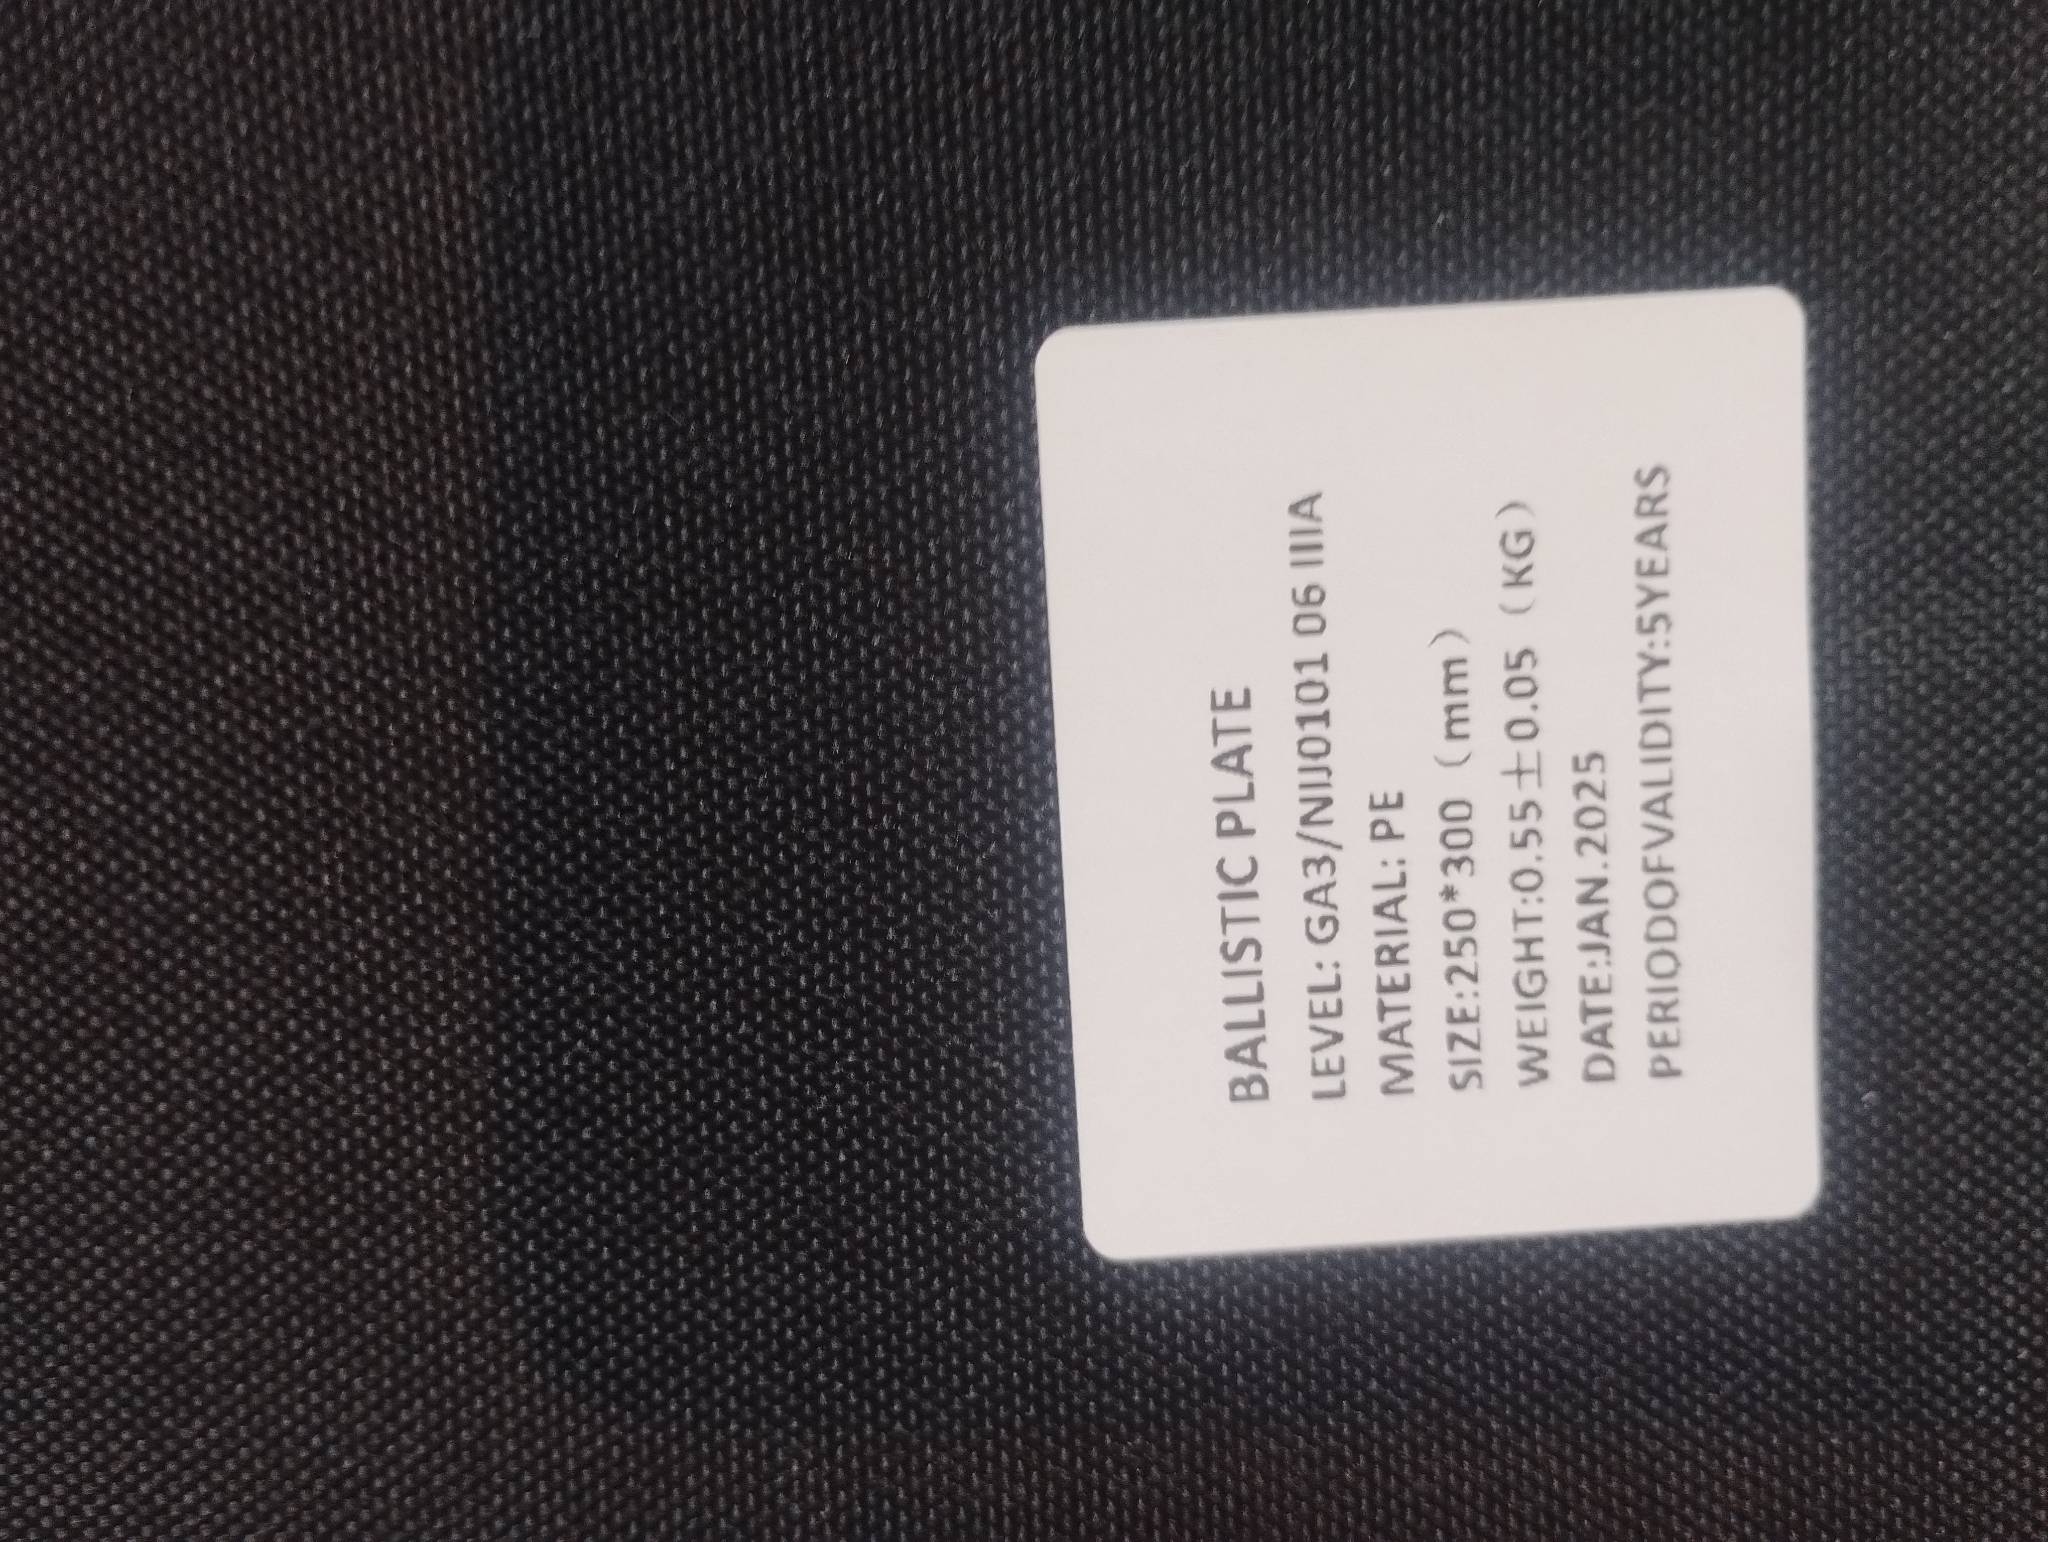 BALLISTIC PLATE
LEVEL: GA3/NIJ0101 06 IIIA
MATERIAL: PE
SIZE:250*300（mm）
WEIGHT:0.55±0.05（KG）
DATE:JAN.2025
PERIODOFVALIDITY:5YEARS